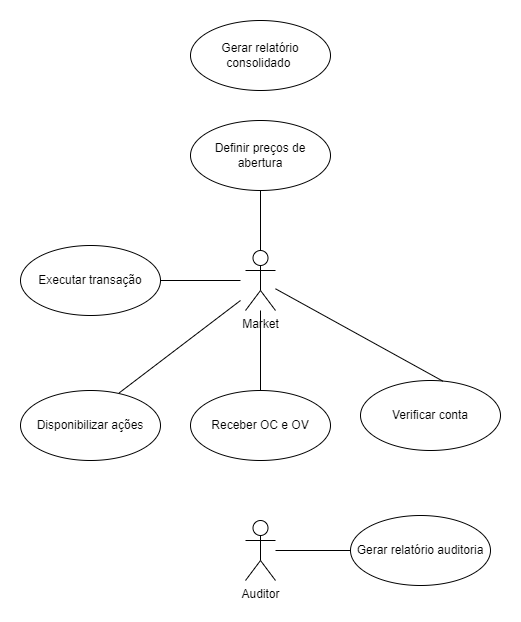 Gerar relatório
consolidado
Definir preços de
abertura
Executar transação
Market
Disponibilizar ações
Receber OC e OV
Verificar conta
Gerar relatório auditoria
Auditor